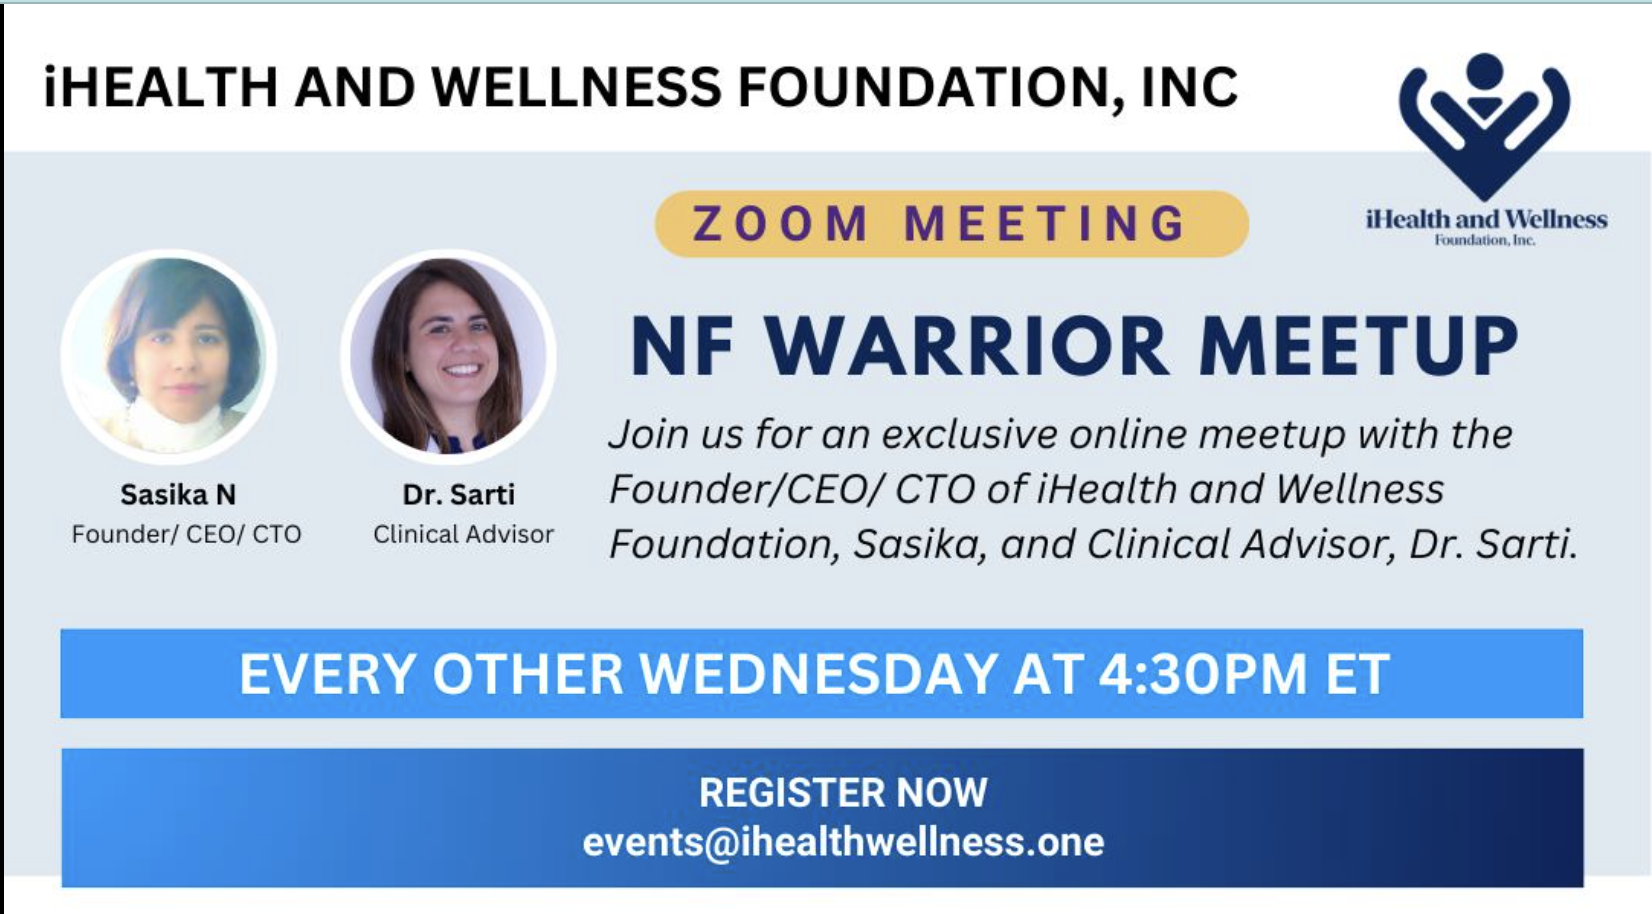 iHEALTH AND WELLNESS FOUNDATION, INC
iHealth and Wellness
Foundation, Inc.
ZOOM MEETING
NF WARRIOR MEETUP
Join us for an exclusive online meetup with the
Founder/CEO/ CTO of iHealth and Wellness
Foundation, Sasika, and Clinical Advisor, Dr. Sarti.
Sasika N
Founder/ CEO/ CTO
Dr. Sarti
Clinical Advisor
EVERY OTHER WEDNESDAY AT 4:30PM ET
REGISTER NOW
events@ihealthwellness.one